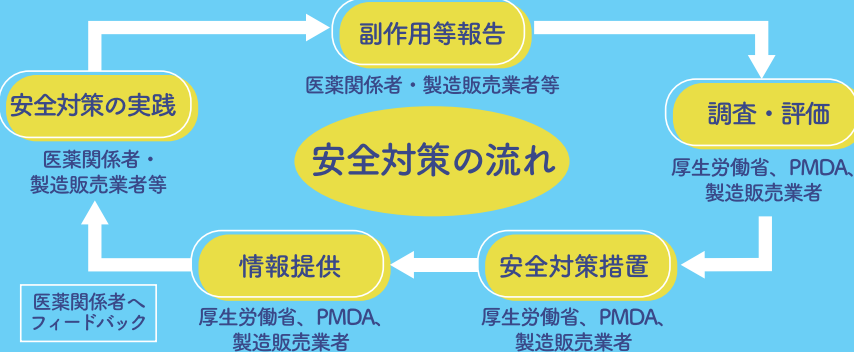 副作用等報告
医薬関係者・製造販売業者等
安全対策の実践
医薬関係者・
製造販売業者等
安全対策の流れ
調査・評価
厚生労働省、PMDA、
製造販売業者
情報提供
厚生労働省、PMDA、
製造販売業者
安全対策措置
厚生労働省、PMDA、
製造販売業者
医薬関係者へ
フィードバック